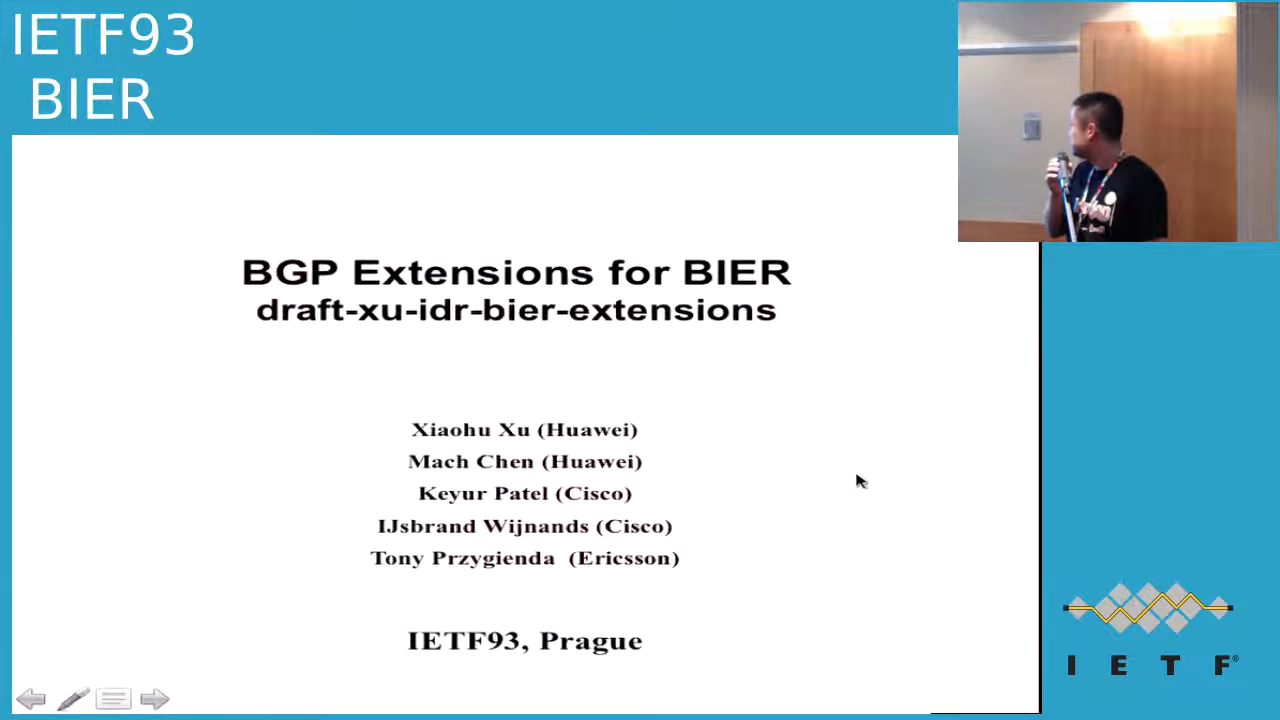 IETF93
BIER
BGP Extensions for BIER
draft-xu-idr-bier-extensions
Xiaohu Xu (Huawei)
Mach Chen (Huawei)
Keyur Patel (Cisco)
IJsbrand Wijnands (Cisco)
Tony Przygienda (Ericsson)
IETF93, Prague
I E T F®